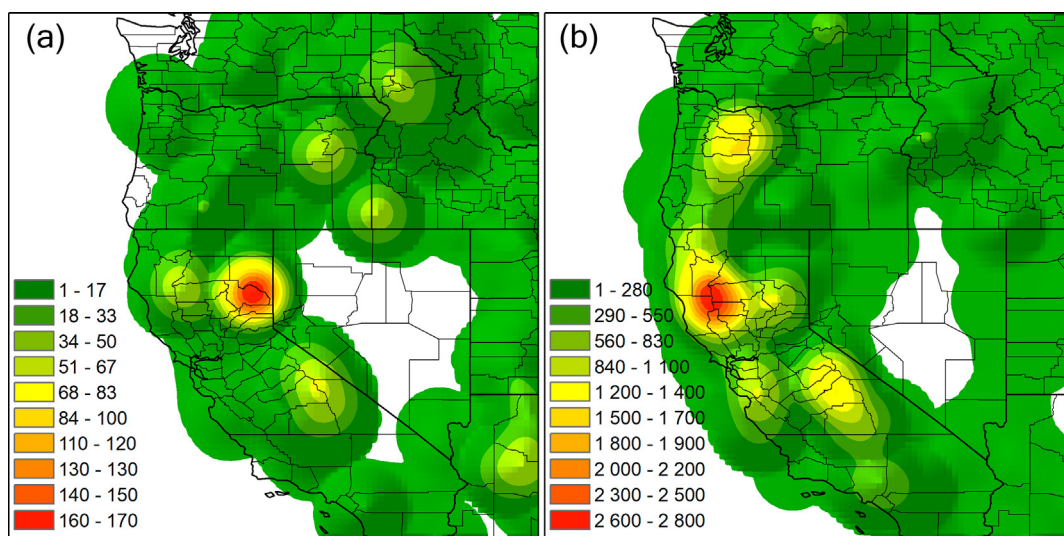 (a)
1 - 17
18 - 33
34 - 50
51 - 67
68 - 83
84 - 100
110 - 120
130 - 130
140 - 150
160 - 170
(b)
1 - 280
290 - 550
560 - 830
840 - 1 100
1 200 - 1 400
1 500 - 1 700
1 800 - 1 900
2 000 - 2 200
2 300 - 2 500
2 600 - 2 800